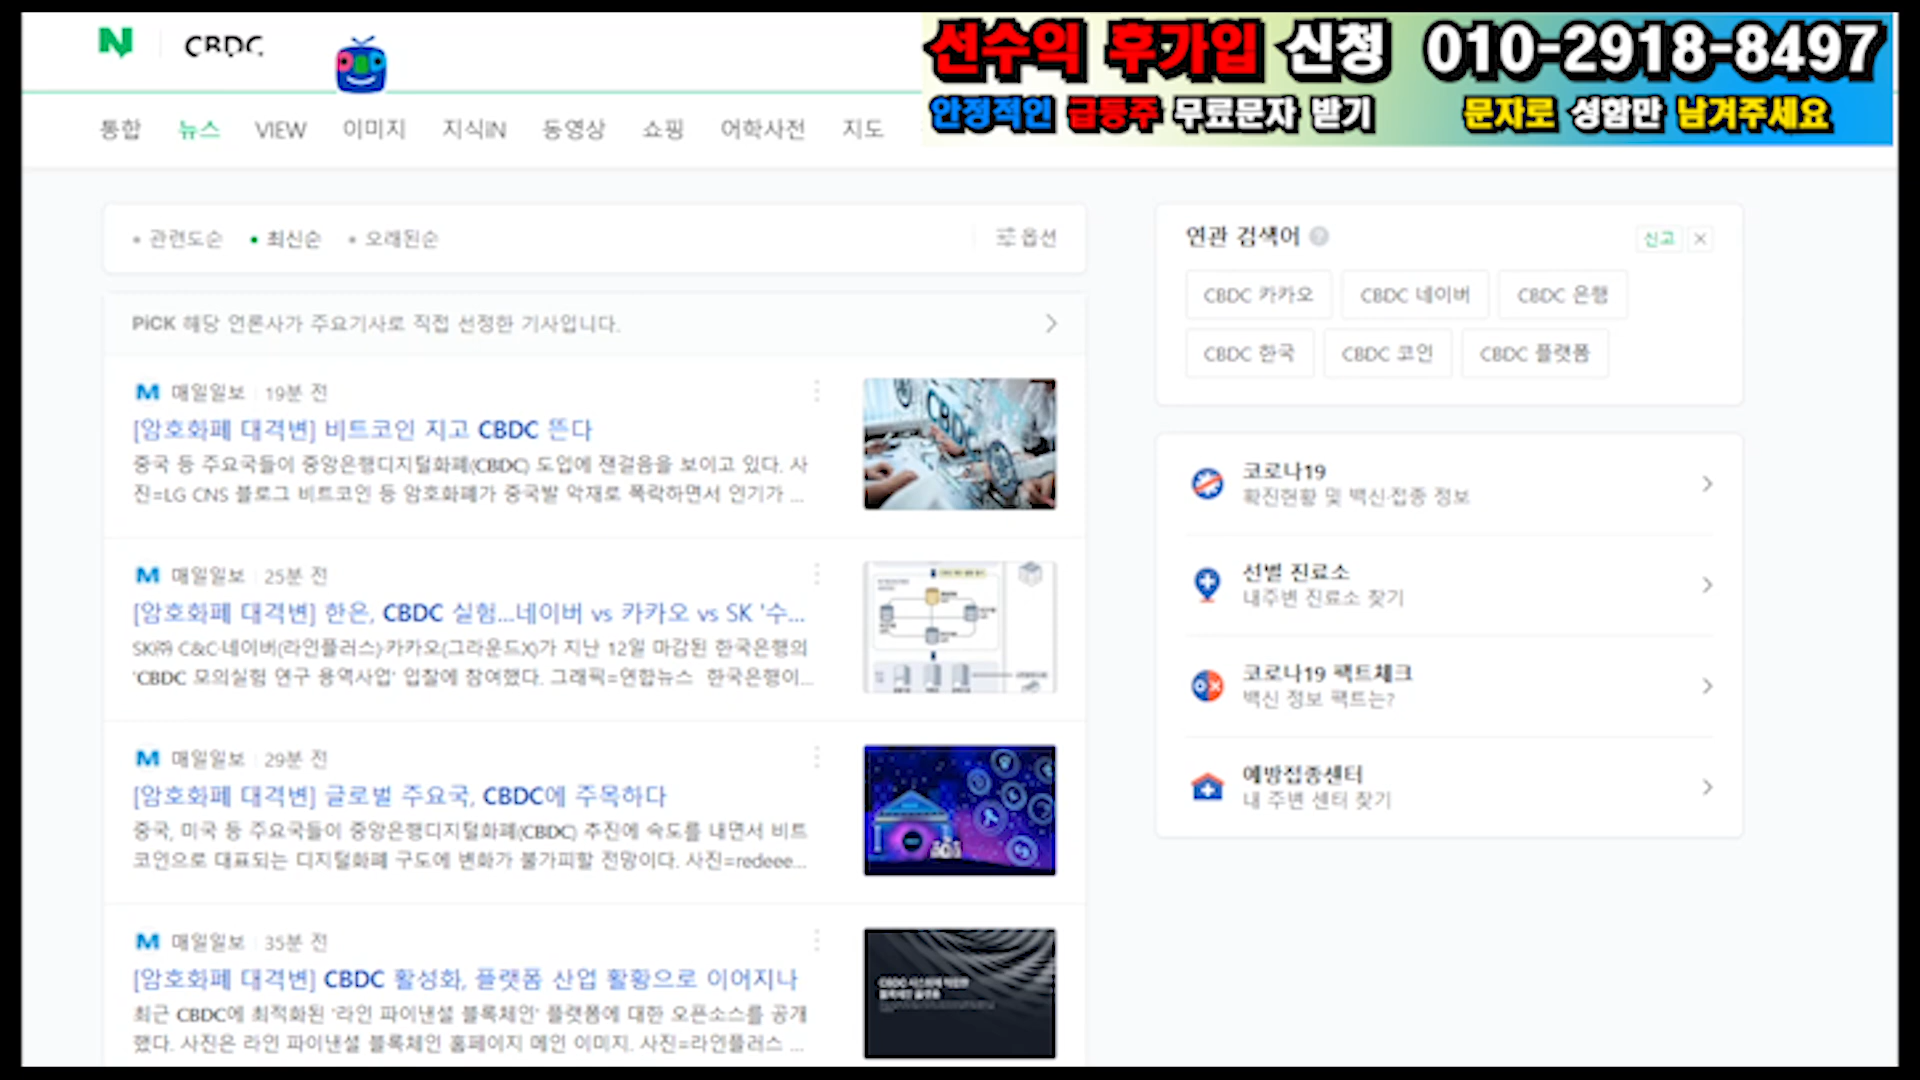 N CBDC
선수익 후가입 신청 010-2918-8497
안정적인 급등주 무료문자 받기 문자로 성함만 남겨주세요
통합 뉴스 VIEW 이미지 지식iN 동영상 쇼핑 어학사전 지도
관련도순 최신순 오래된순 옵션
PiCK 해당 언론사가 주요기사로 직접 선정한 기사입니다.
M 매일일보 19분 전
[암호화폐 대격변] 비트코인 지고 CBDC 뜬다
중국 등 주요국들이 중앙은행디지털화폐(CBDC) 도입에 잰걸음을 보이고 있다. 사
진=LG CNS 블로그 비트코인 등 암호화폐가 중국발 악재로 폭락하면서 인기가 ...
M 매일일보 25분 전
[암호화폐 대격변] 한은, CBDC 실험...네이버 vs 카카오 vs SK '수...
SK㈜ C&C·네이버(라인플러스)·카카오(그라운드X)가 지난 12일 마감된 한국은행의
'CBDC 모의실험 연구 용역사업' 입찰에 참여했다. 그래픽=연합뉴스 한국은행이...
M 매일일보 29분 전
[암호화폐 대격변] 글로벌 주요국, CBDC에 주목하다
중국, 미국 등 주요국들이 중앙은행디지털화폐(CBDC) 추진에 속도를 내면서 비트
코인으로 대표되는 디지털화폐 구도에 변화가 불가피할 전망이다. 사진=redeee...
M 매일일보 35분 전
[암호화폐 대격변] CBDC 활성화, 플랫폼 산업 활황으로 이어지나
최근 CBDC에 최적화된 '라인 파이낸셜 블록체인' 플랫폼에 대한 오픈소스를 공개
했다. 사진은 라인 파이낸셜 블록체인 홈페이지 메인 이미지. 사진=라인플러스 ...
연관 검색어 ? 신고
CBDC 카카오 CBDC 네이버 CBDC 은행
CBDC 한국 CBDC 코인 CBDC 플랫폼
코로나19
확진현황 및 백신·접종 정보
선별 진료소
내주변 진료소 찾기
코로나19 팩트체크
백신 정보 팩트는?
예방접종센터
내 주변 센터 찾기